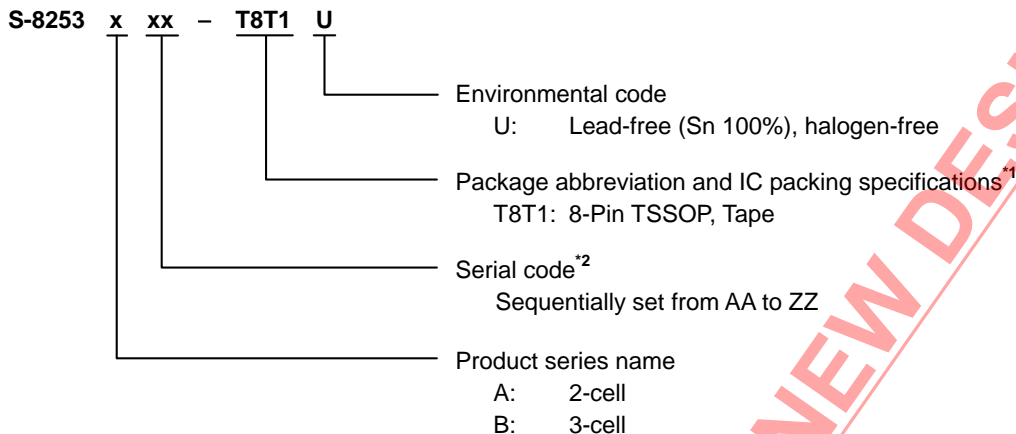 S-8253 x xx – T8T1 U
Environmental code
U: Lead-free (Sn 100%), halogen-free
Package abbreviation and IC packing specifications*1
T8T1: 8-Pin TSSOP, Tape
Serial code*2
Sequentially set from AA to ZZ
Product series name
A: 2-cell
B: 3-cell
NEW DES